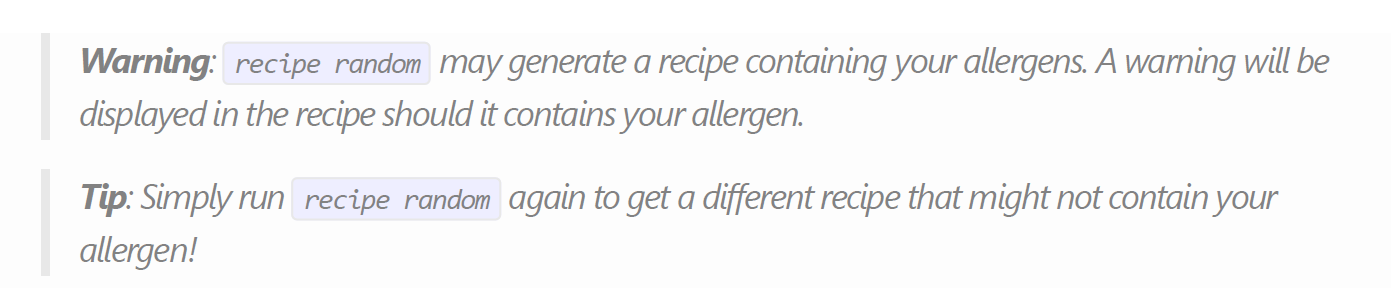 Warning: recipe random may generate a recipe containing your allergens. A warning will be
displayed in the recipe should it contains your allergen.
Tip: Simply run recipe random again to get a different recipe that might not contain your
allergen!